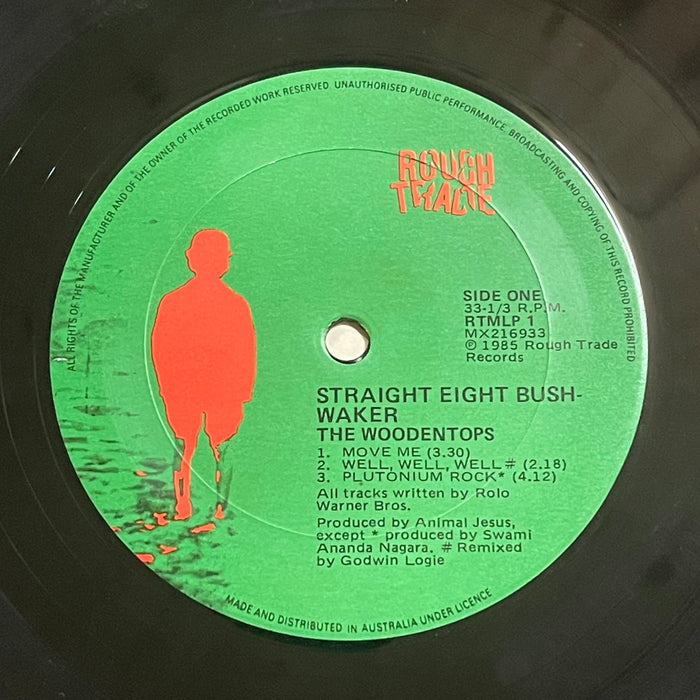 ALL RIGHTS OF THE MANUFACTURER AND OF THE OWNER OF THE RECORDED WORK RESERVED. UNAUTHORISED PUBLIC PERFORMANCE, BROADCASTING AND COPYING OF THIS RECORD PROHIBITED
ROUGH
TRADE
SIDE ONE
33-1/3 R.P.M.
RTMLP 1
MX216933
℗ 1985 Rough Trade
Records
STRAIGHT EIGHT BUSH-
WAKER
THE WOODENTOPS
1. MOVE ME (3.30)
2. WELL, WELL, WELL# (2.18)
3. PLUTONIUM ROCK* (4.12)
All tracks written by Rolo
Warner Bros.
Produced by Animal Jesus,
except * produced by Swami
Ananda Nagara. # Remixed
by Godwin Logie
MADE AND DISTRIBUTED IN AUSTRALIA UNDER LICENCE